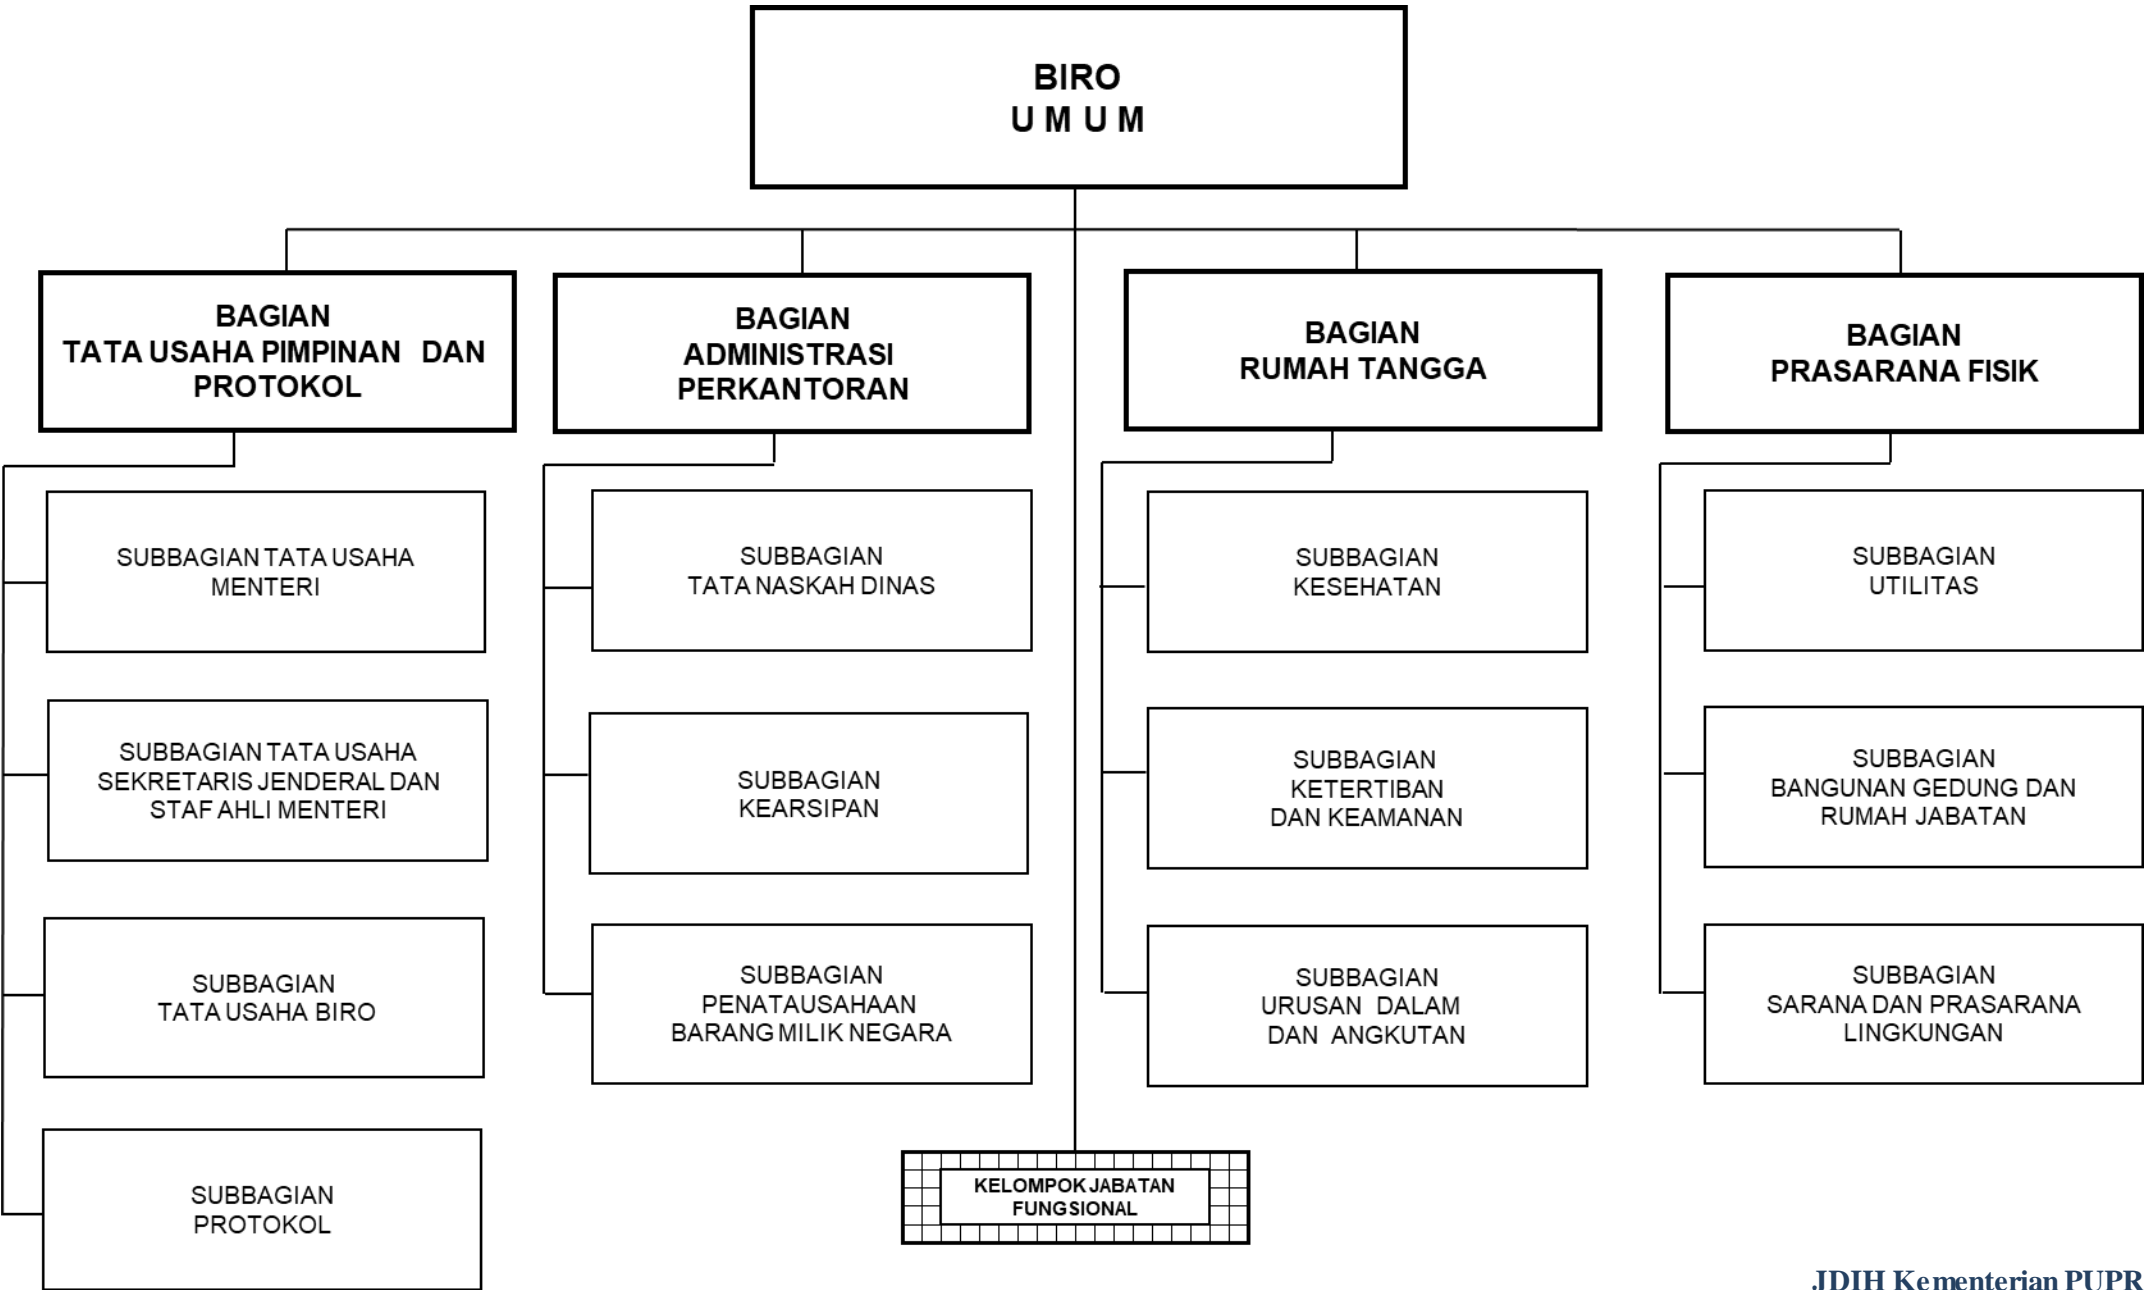 BIRO
U M U M
BAGIAN
TATA USAHA PIMPINAN DAN
PROTOKOL
BAGIAN
ADMINISTRASI
PERKANTORAN
BAGIAN
RUMAH TANGGA
BAGIAN
PRASARANA FISIK
SUBBAGIAN TATA USAHA
MENTERI
SUBBAGIAN TATA USAHA
SEKRETARIS JENDERAL DAN
STAF AHLI MENTERI
SUBBAGIAN
TATA USAHA BIRO
SUBBAGIAN
PROTOKOL
SUBBAGIAN
TATA NASKAH DINAS
SUBBAGIAN
KEARSIPAN
SUBBAGIAN
PENATAUSAHAAN
BARANG MILIK NEGARA
SUBBAGIAN
KESEHATAN
SUBBAGIAN
KETERTIBAN
DAN KEAMANAN
SUBBAGIAN
URUSAN DALAM
DAN ANGKUTAN
SUBBAGIAN
UTILITAS
SUBBAGIAN
BANGUNAN GEDUNG DAN
RUMAH JABATAN
SUBBAGIAN
SARANA DAN PRASARANA
LINGKUNGAN
KELOMPOK JABATAN
FUNGSIONAL
JDIH Kementerian PUPR